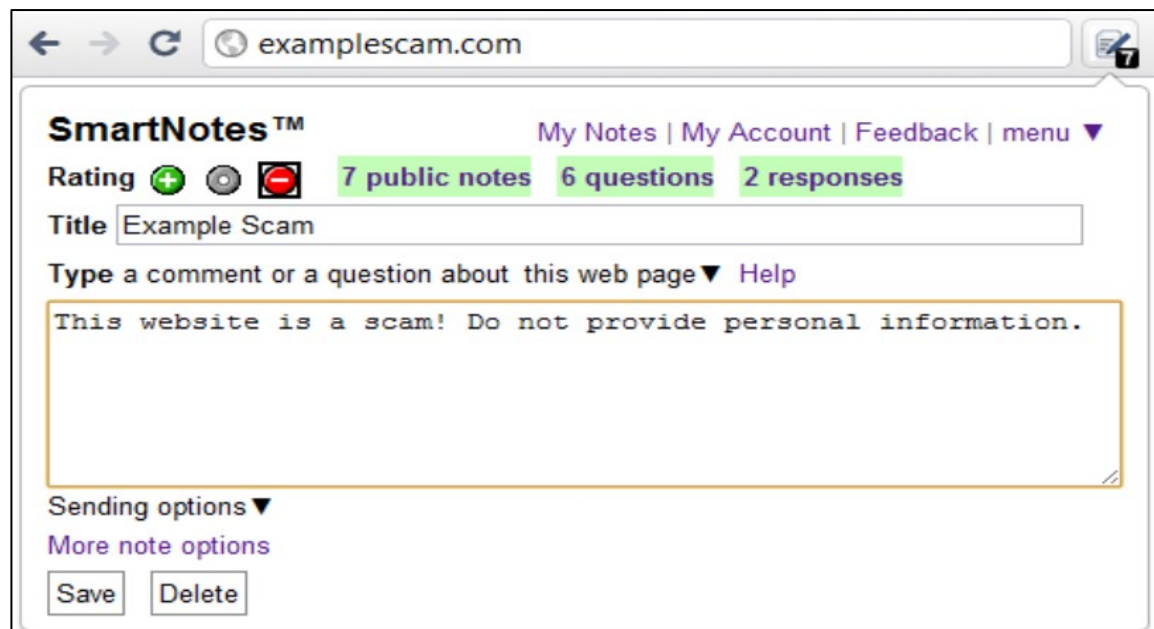 examplescam.com
7
SmartNotes™
My Notes | My Account | Feedback | menu ▼
Rating 7 public notes 6 questions 2 responses
Title Example Scam
Type a comment or a question about this web page▼ Help
This website is a scam! Do not provide personal information.
Sending options▼
More note options
Save Delete